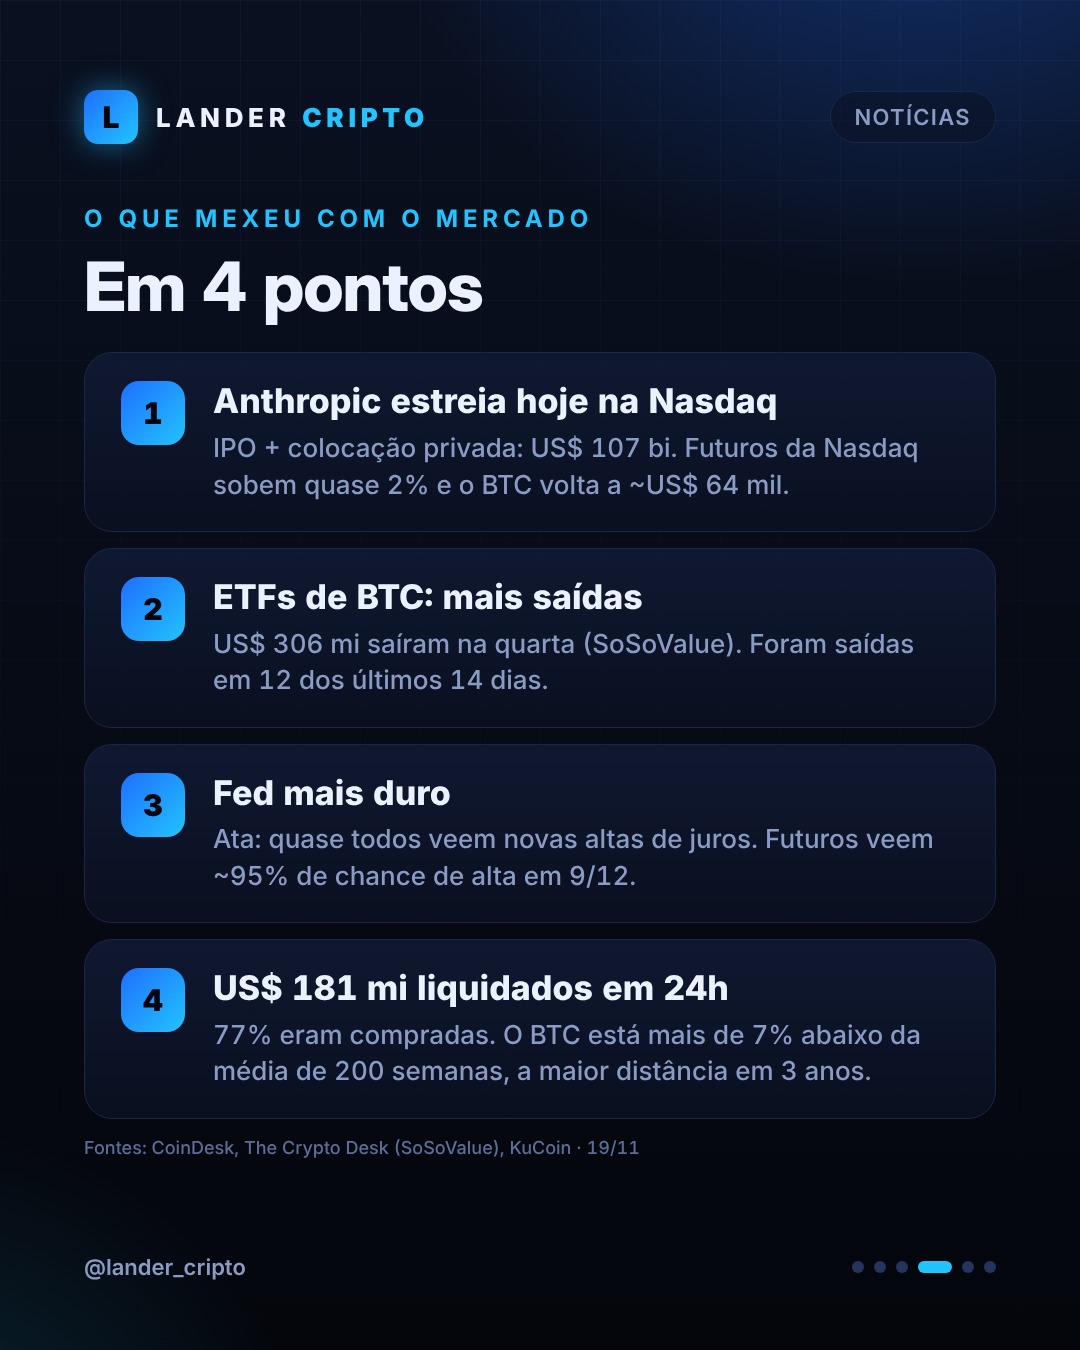 L
LANDER CRIPTO
NOTÍCIAS
O QUE MEXEU COM O MERCADO
Em 4 pontos
1
Anthropic estreia hoje na Nasdaq
IPO + colocação privada: US$ 107 bi. Futuros da Nasdaq
sobem quase 2% e o BTC volta a ~US$ 64 mil.
2
ETFs de BTC: mais saídas
US$ 306 mi saíram na quarta (SoSoValue). Foram saídas
em 12 dos últimos 14 dias.
3
Fed mais duro
Ata: quase todos veem novas altas de juros. Futuros veem
~95% de chance de alta em 9/12.
4
US$ 181 mi liquidados em 24h
77% eram compradas. O BTC está mais de 7% abaixo da
média de 200 semanas, a maior distância em 3 anos.
Fontes: CoinDesk, The Crypto Desk (SoSoValue), KuCoin · 19/11
@lander_cripto